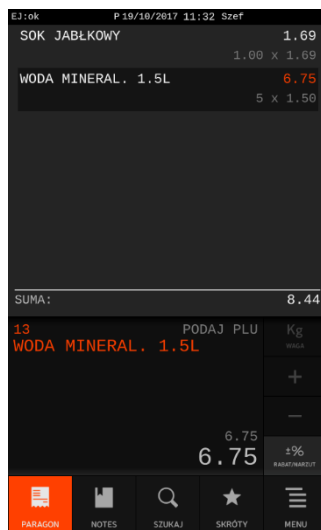 EJ:ok P 19/10/2017 11:32 Szef
SOK JABŁKOWY 1.69
1.00 x 1.69
WODA MINERAL. 1.5L 6.75
5 x 1.50
SUMA: 8.44
13 PODAJ PLU
WODA MINERAL. 1.5L
Kg
WAGA
+
−
6.75
6.75
±%
RABAT/NARZUT
PARAGON NOTES SZUKAJ SKRÓTY MENU